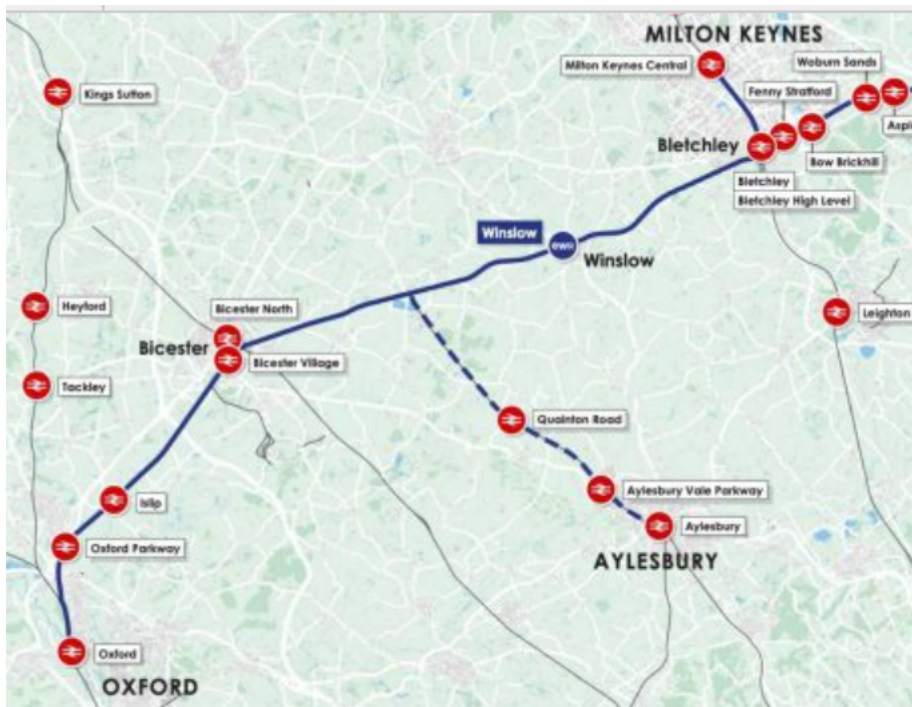 MILTON KEYNES
Milton Keynes Central
Woburn Sands
Kings Sutton
Fenny Stratford
Aspl
Bletchley
Bow Brickhill
Bletchley
Bletchley High Level
Winslow
ewr
Winslow
Heyford
Bicester North
Leighton
Bicester
Bicester Village
Tackley
Quainton Road
Aylesbury Vale Parkway
Islip
Aylesbury
Oxford Parkway
AYLESBURY
Oxford
OXFORD